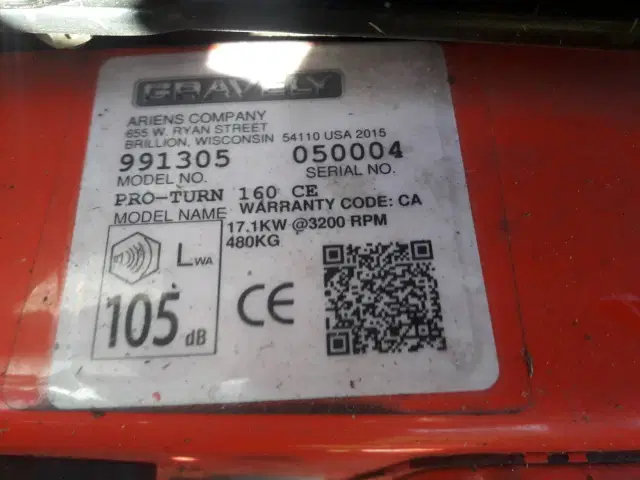 GRAVELY
ARIENS COMPANY
655 W. RYAN STREET
BRILLION, WISCONSIN 54110 USA 2015
991305 050004
MODEL NO. SERIAL NO.
PRO-TURN 160 CE
MODEL NAME WARRANTY CODE: CA
17.1KW @3200 RPM
480KG
LWA
105 dB
CE